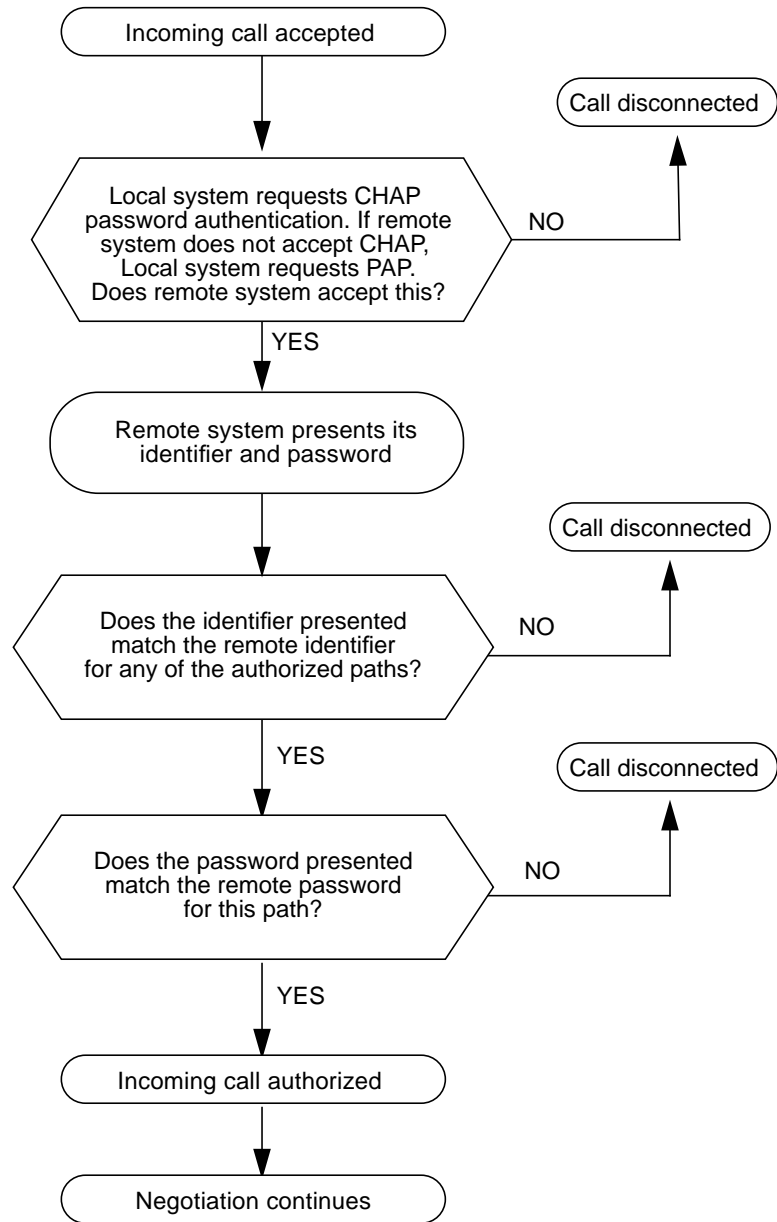 Incoming call accepted
Call disconnected
Local system requests CHAP
password authentication. If remote
system does not accept CHAP,
Local system requests PAP.
Does remote system accept this?
NO
YES
Remote system presents its
identifier and password
Call disconnected
Does the identifier presented
match the remote identifier
for any of the authorized paths?
NO
YES
Call disconnected
Does the password presented
match the remote password
for this path?
NO
YES
Incoming call authorized
Negotiation continues